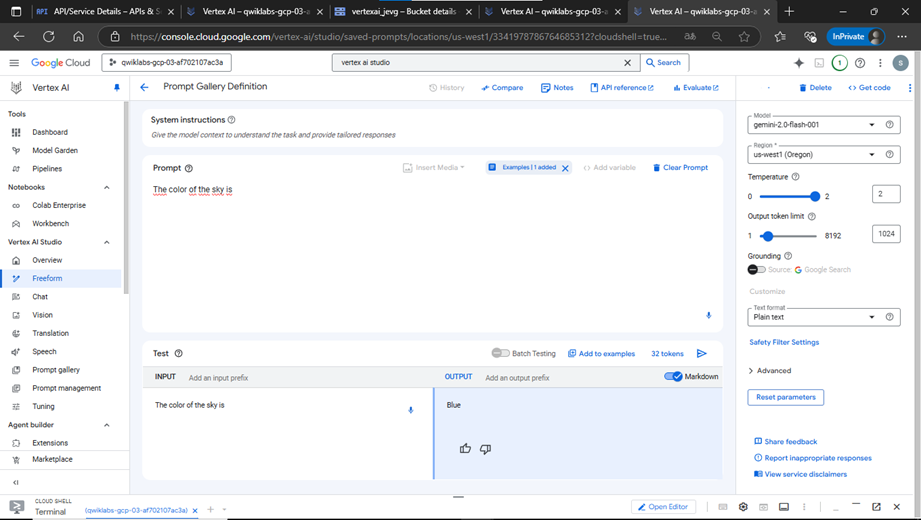 API API/Service Details – APIs & S
Vertex AI – qwiklabs-gcp-03-a
vertexai_jevg – Bucket details
Vertex AI – qwiklabs-gcp-03-a
Vertex AI – qwiklabs-gcp-03-a
https://console.cloud.google.com/vertex-ai/studio/saved-prompts/locations/us-west1/3341978786764685312?cloudshell=true...
InPrivate
Google Cloud
qwiklabs-gcp-03-af702107ac3a
vertex ai studio
Search
1
S
Vertex AI
Prompt Gallery Definition
History
Compare
Notes
API reference
Evaluate
Delete
Get code
Tools
Dashboard
Model Garden
Pipelines
Notebooks
Colab Enterprise
Workbench
Vertex AI Studio
Overview
Freeform
Chat
Vision
Translation
Speech
Prompt gallery
Prompt management
Tuning
Agent builder
Extensions
Marketplace
System instructions
Give the model context to understand the task and provide tailored responses
Prompt
Insert Media
Examples | 1 added
Add variable
Clear Prompt
The color of the sky is
Test
Batch Testing
Add to examples
32 tokens
INPUT
Add an input prefix
OUTPUT
Add an output prefix
Markdown
The color of the sky is
Blue
Model
gemini-2.0-flash-001
Region *
us-west1 (Oregon)
Temperature
0 2 2
Output token limit
1 8192 1024
Grounding
Source: Google Search
Customize
Text format
Plain text
Safety Filter Settings
Advanced
Reset parameters
Share feedback
Report inappropriate responses
View service disclaimers
CLOUD SHELL
Terminal
(qwiklabs-gcp-03-af702107ac3a)
Open Editor